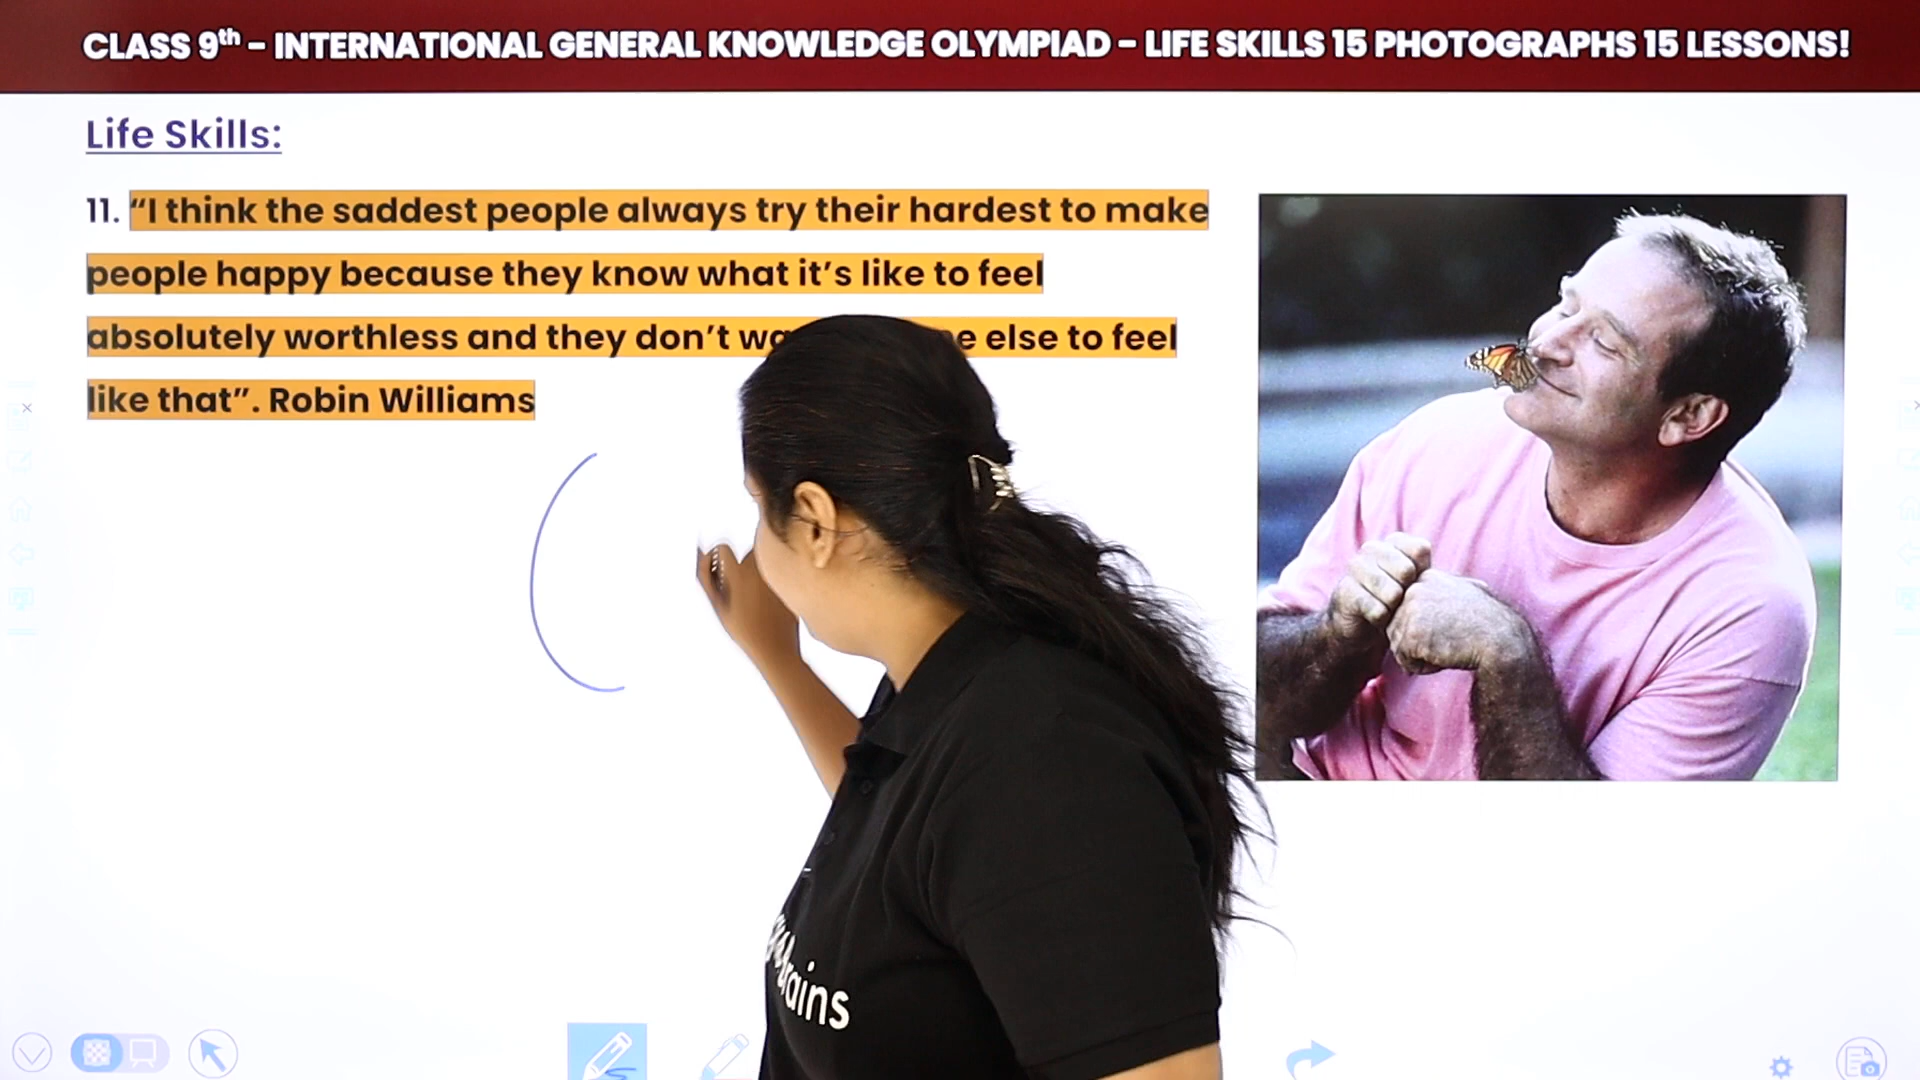 CLASS 9th – INTERNATIONAL GENERAL KNOWLEDGE OLYMPIAD – LIFE SKILLS 15 PHOTOGRAPHS 15 LESSONS!
Life Skills:
11. “I think the saddest people always try their hardest to make
people happy because they know what it’s like to feel
absolutely worthless and they don’t else to feel
like that”. Robin Williams